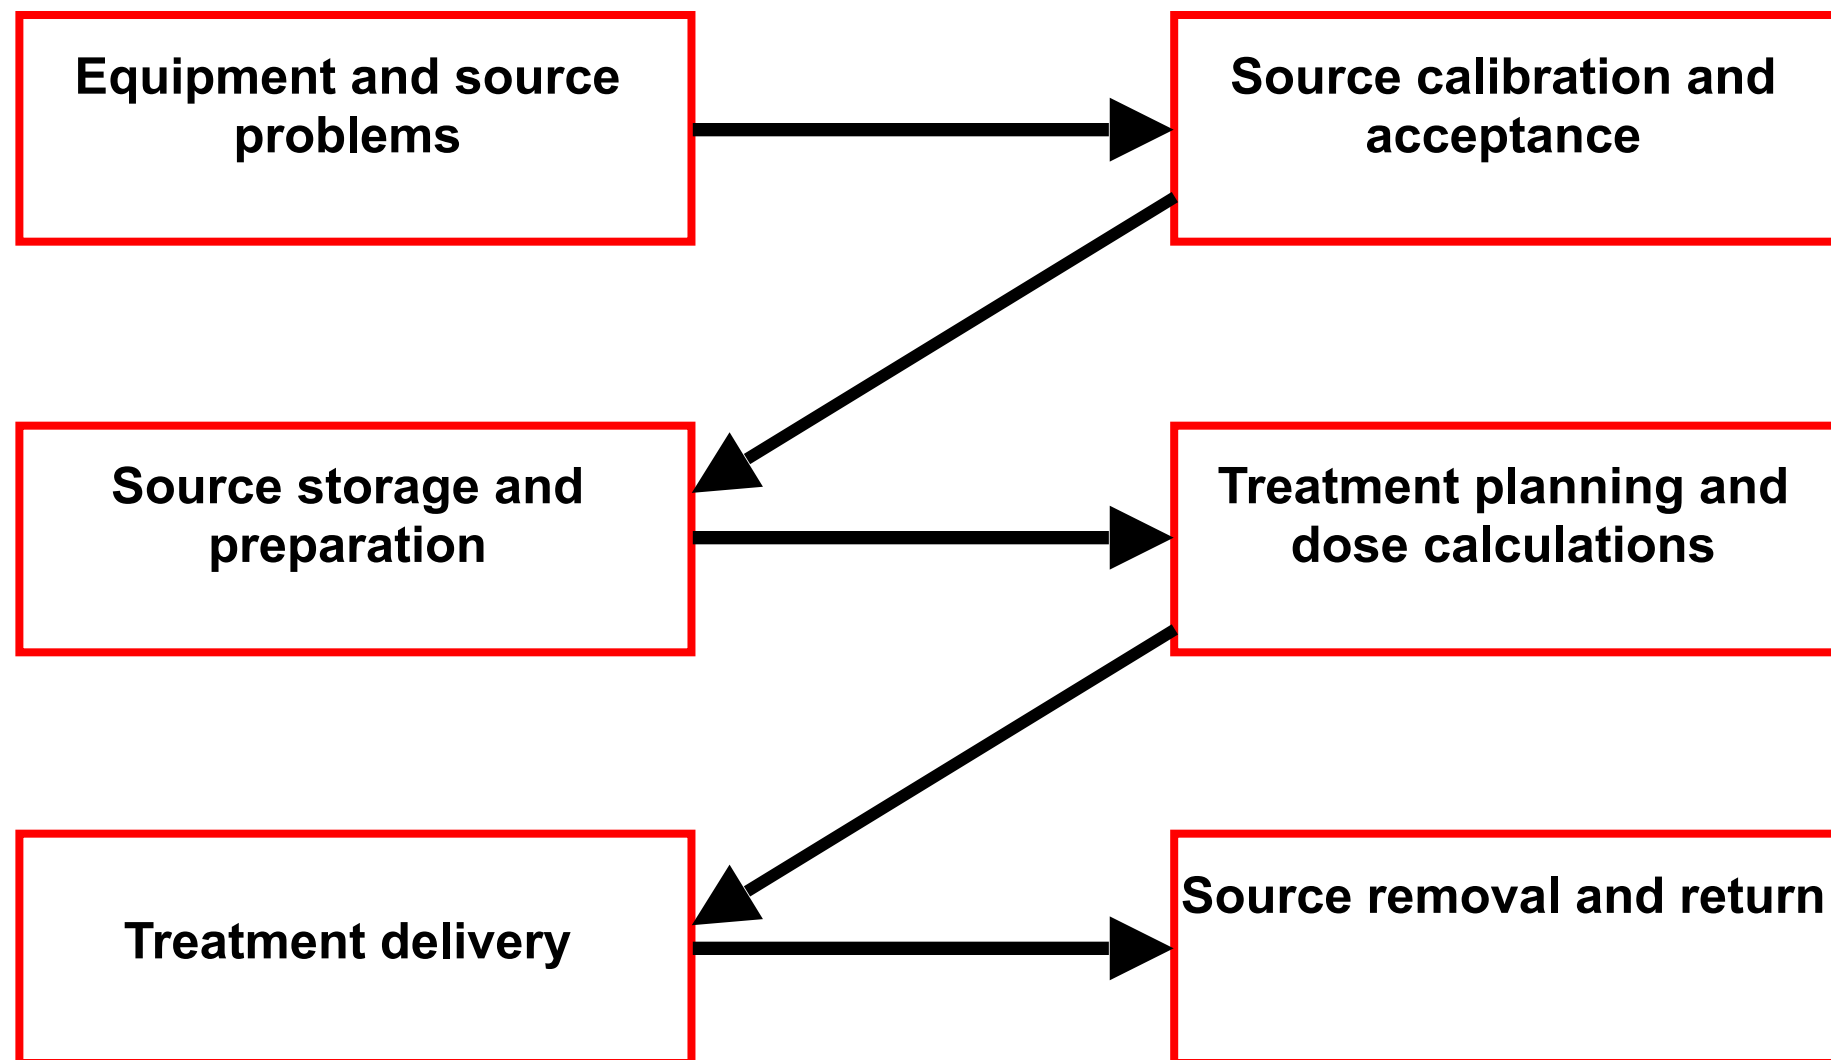 Equipment and source
problems
Source calibration and
acceptance
Source storage and
preparation
Treatment planning and
dose calculations
Treatment delivery
Source removal and return